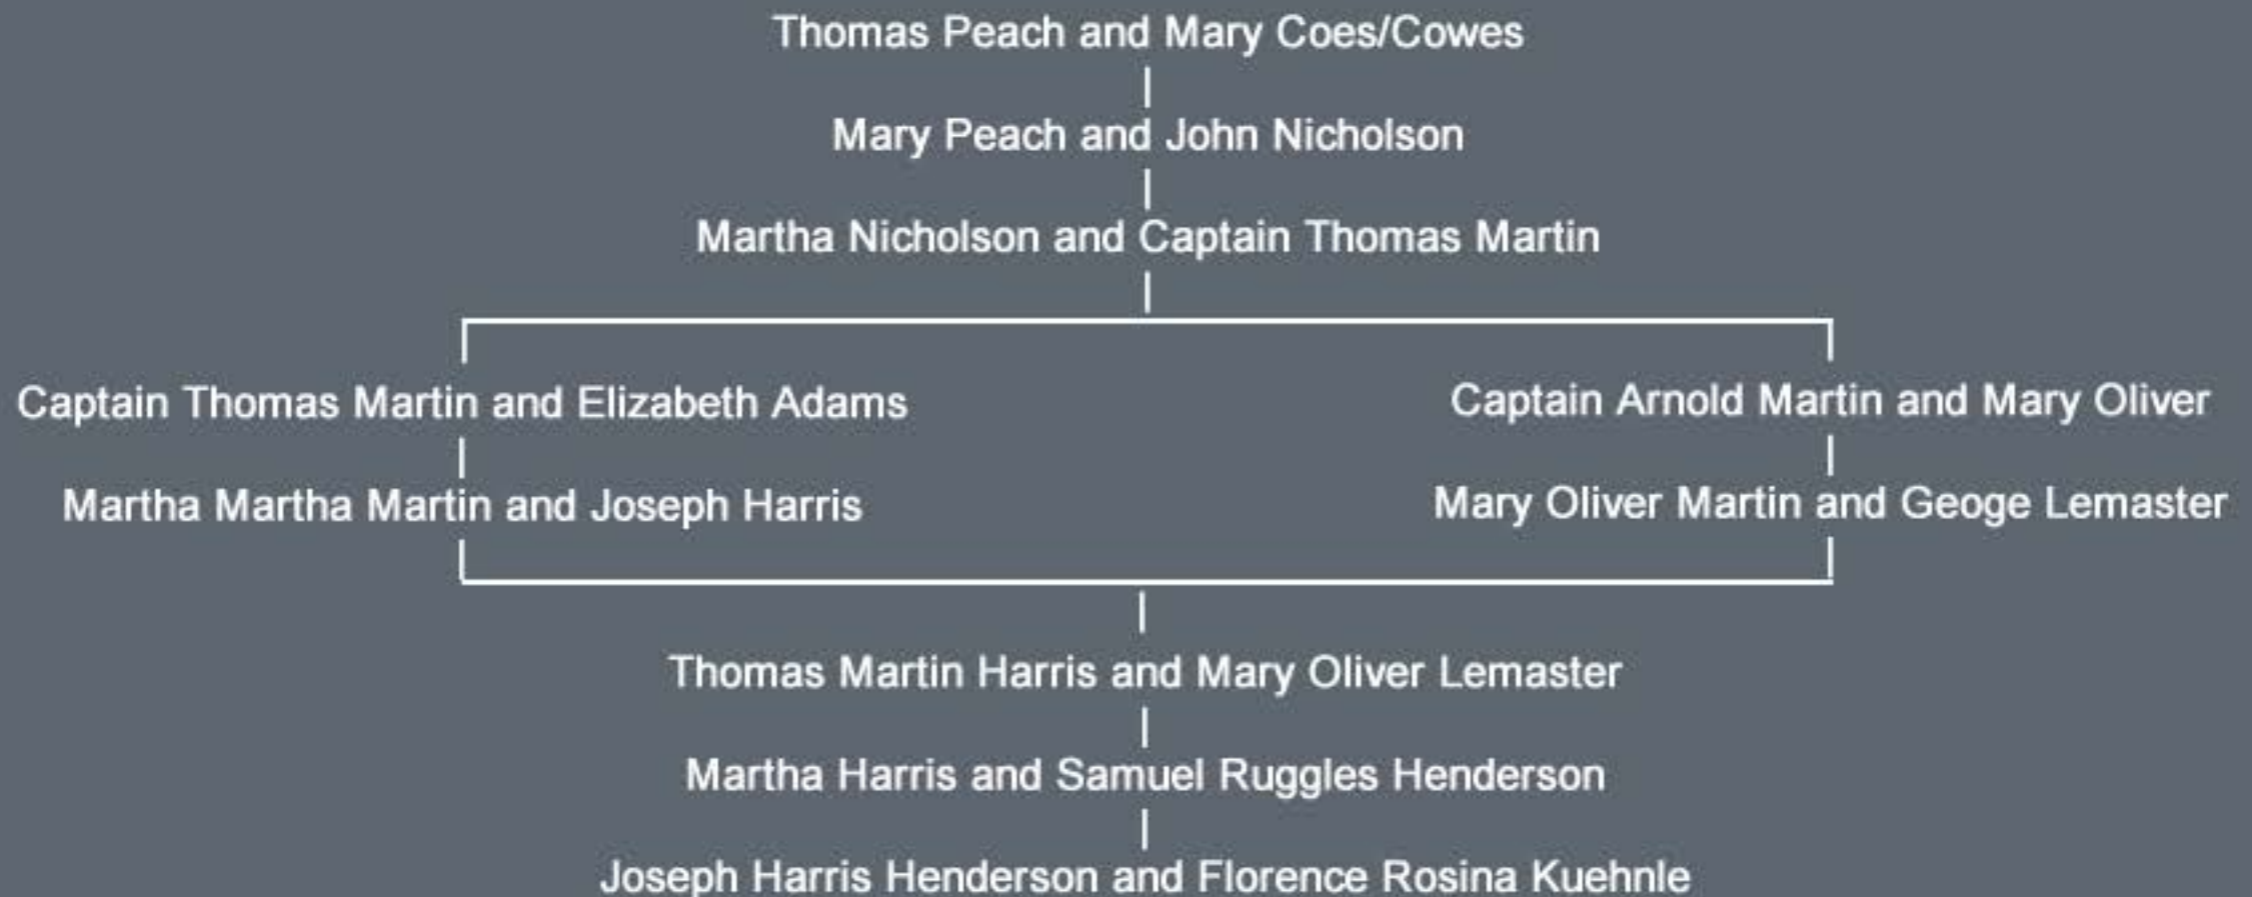 Thomas Peach and Mary Coes/Cowes
Mary Peach and John Nicholson
Martha Nicholson and Captain Thomas Martin
Captain Thomas Martin and Elizabeth Adams
Captain Arnold Martin and Mary Oliver
Martha Martha Martin and Joseph Harris
Mary Oliver Martin and Geoge Lemaster
Thomas Martin Harris and Mary Oliver Lemaster
Martha Harris and Samuel Ruggles Henderson
Joseph Harris Henderson and Florence Rosina Kuehnle